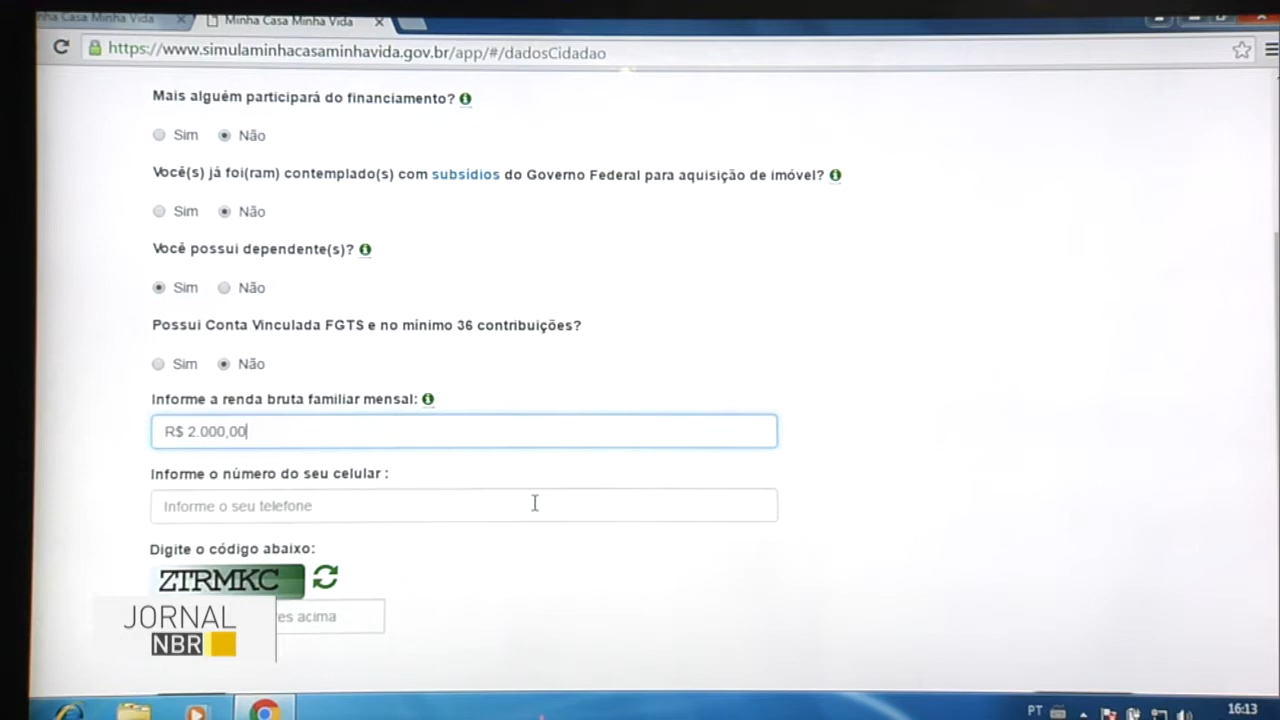 nha Casa Minha Vida
Minha Casa Minha Vida
https://www.simulaminhacasaminhavida.gov.br/app/#/dadosCidadao
Mais alguém participará do financiamento?
Sim Não
Você(s) já foi(ram) contemplado(s) com subsídios do Governo Federal para aquisição de imóvel?
Sim Não
Você possui dependente(s)?
Sim Não
Possui Conta Vinculada FGTS e no mínimo 36 contribuições?
Sim Não
Informe a renda bruta familiar mensal:
R$ 2.000,00
Informe o número do seu celular :
Informe o seu telefone
Digite o código abaixo:
ZTRMKC
es acima
JORNAL
NBR
PT
16:13